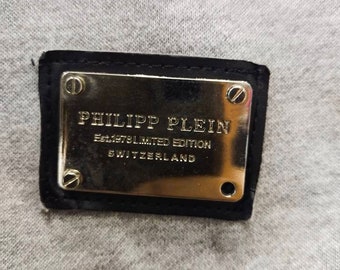 PHILIPP PLEIN
Est.1978 LIMITED EDITION
SWITZERLAND